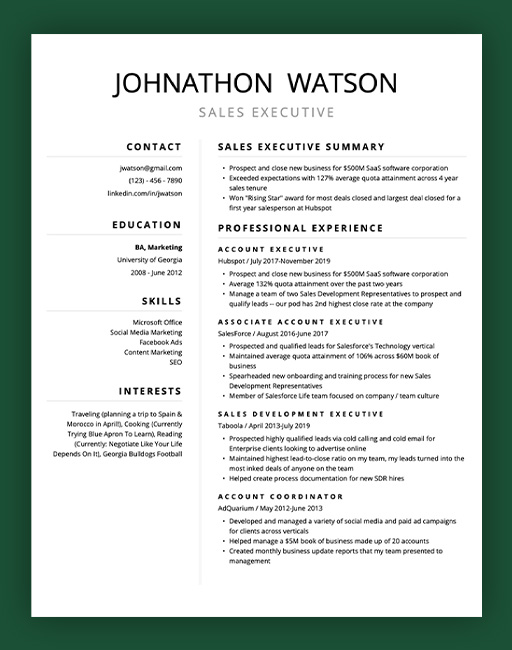 JOHNATHON WATSON
SALES EXECUTIVE
CONTACT
jwatson@gmail.com
(123) - 456 - 7890
linkedin.com/in/jwatson
EDUCATION
BA, Marketing
University of Georgia
2008 - June 2012
SKILLS
Microsoft Office
Social Media Marketing
Facebook Ads
Content Marketing
SEO
INTERESTS
Traveling (planning a trip to Spain &
Morocco in April), Cooking (Currently
Trying Blue Apron To Learn), Reading
(Currently: Negotiate Like Your Life
Depends On It), Georgia Bulldogs Football
SALES EXECUTIVE SUMMARY
• Prospect and close new business for $500M SaaS software corporation
• Exceeded expectations with 127% average quota attainment across 4 year
sales tenure
• Won "Rising Star" award for most deals closed and largest deal closed for a
first year salesperson at Hubspot
PROFESSIONAL EXPERIENCE
ACCOUNT EXECUTIVE
Hubspot / July 2017-November 2019
• Prospect and close new business for $500M SaaS software corporation
• Average 132% quota attainment over the past two years
• Manage a team of two Sales Development Representatives to prospect and
qualify leads -- our pod has 2nd highest close rate at the company
ASSOCIATE ACCOUNT EXECUTIVE
SalesForce / August 2016-June 2017
• Prospected and qualified leads for Salesforce's Technology vertical
• Maintained average quota attainment of 106% across $60M book of
business
• Spearheaded new onboarding and training process for new Sales
Development Representatives
• Member of Salesforce Life team focused on company / team culture
SALES DEVELOPMENT EXECUTIVE
Taboola / April 2013-July 2019
• Prospected highly qualified leads via cold calling and cold email for
Enterprise clients looking to advertise online
• Maintained highest lead-to-close ratio on my team, my leads turned into the
most inked deals of anyone on the team
• Helped create process documentation for new SDR hires
ACCOUNT COORDINATOR
AdQuarium / May 2012-June 2013
• Developed and managed a variety of social media and paid ad campaigns
for clients across verticals
• Helped manage a $5M book of business made up of 20 accounts
• Created monthly business update reports that my team presented to
management